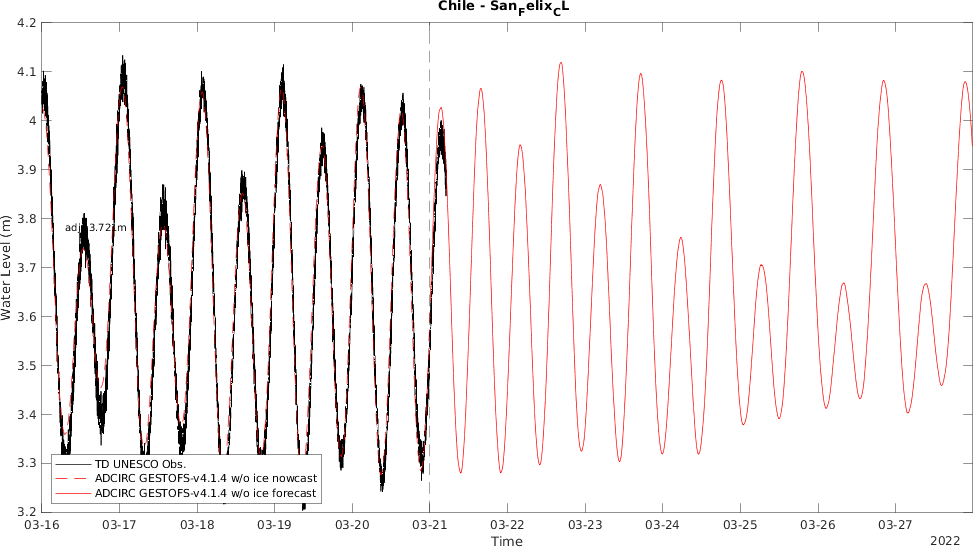 Chile - San_Felix_CL
4.2
4.1
4
3.9
3.8
3.7
3.6
3.5
3.4
3.3
3.2
Water Level (m)
adj: 3.721m
TD UNESCO Obs.
ADCIRC GESTOFS-v4.1.4 w/o ice nowcast
ADCIRC GESTOFS-v4.1.4 w/o ice forecast
03-16 03-17 03-18 03-19 03-20 03-21 03-22 03-23 03-24 03-25 03-26 03-27
Time
2022